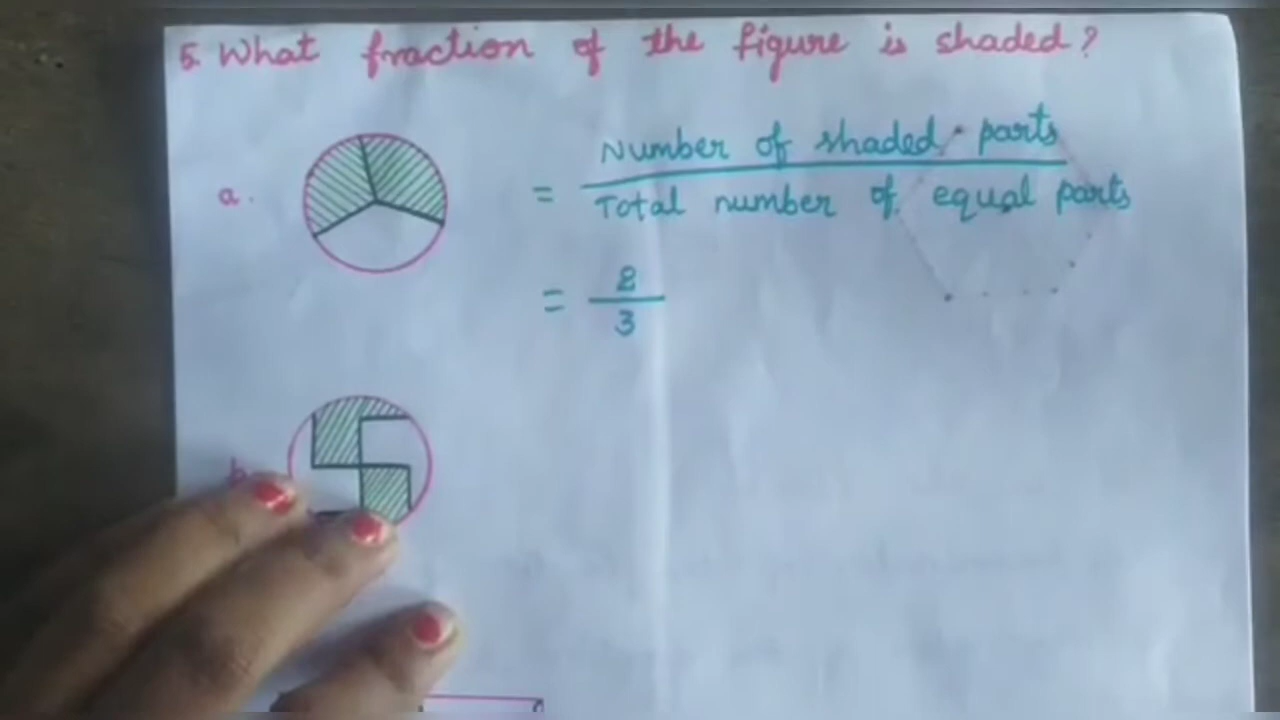 5. What fraction of the figure is shaded?
a.
= Number of shaded parts
Total number of equal parts
= 2
3
b.